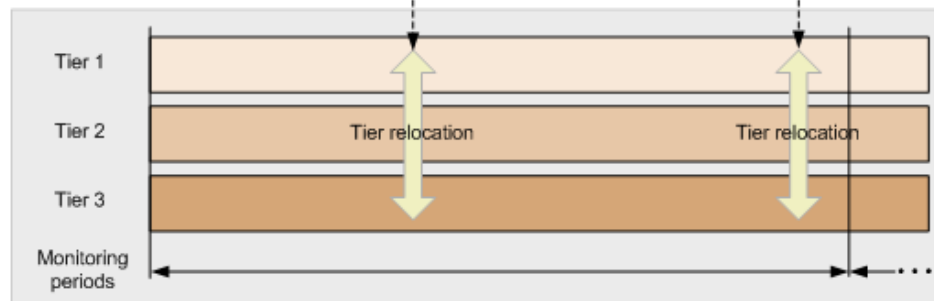 Tier 1
Tier 2
Tier relocation
Tier relocation
Tier 3
Monitoring
periods